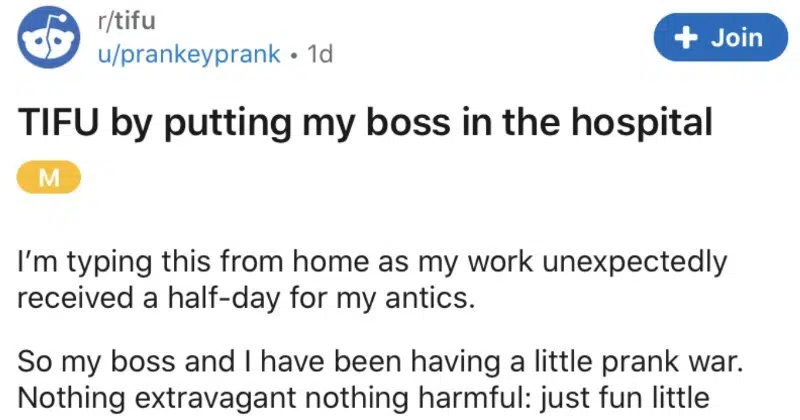 r/tifu
u/prankeyprank • 1d
+ Join
TIFU by putting my boss in the hospital
M
I'm typing this from home as my work unexpectedly
received a half-day for my antics.
So my boss and I have been having a little prank war.
Nothing extravagant nothing harmful: just fun little